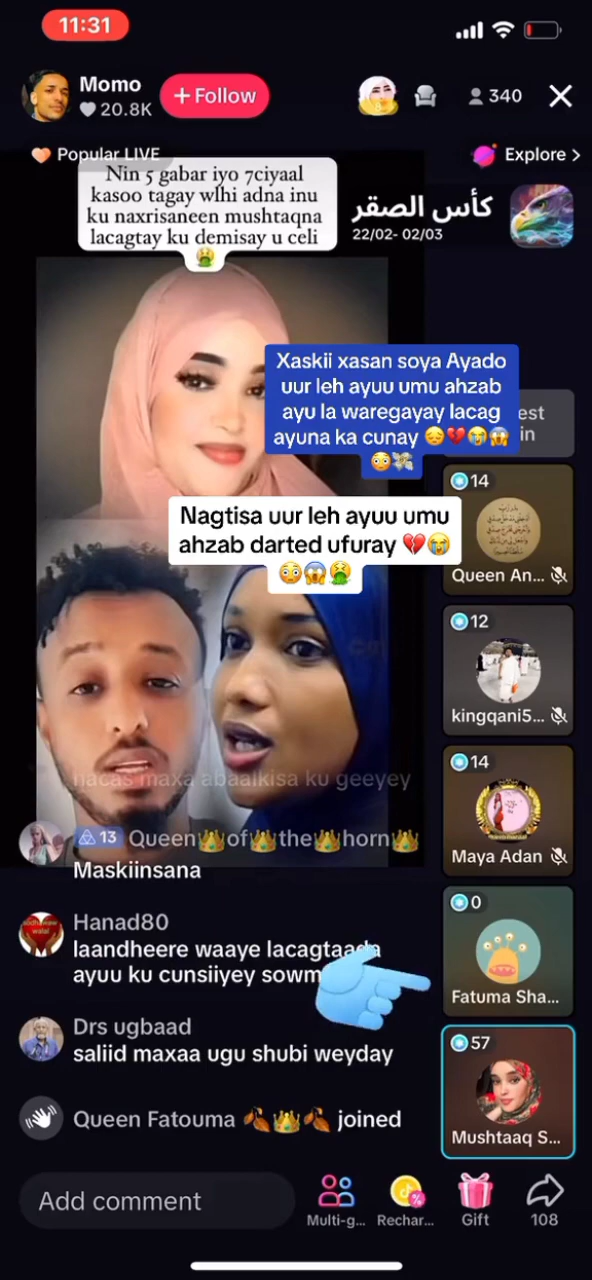 11:31
Momo
20.8K
+ Follow
340
Popular LIVE
Explore >
Nin 5 gabar iyo 7ciyaal
kasoo tagay wlhi adna inu
ku naxrisaneen mushtaqna
lacagtay ku demisay u celi
🤮
كأس الصقر
22/02- 02/03
Xaskii xasan soya Ayado
uur leh ayuu umu ahzab
ayu la waregayay lacag
ayuna ka cunay 😔💔😭😱
😳💸
Nagtisa uur leh ayuu umu
ahzab darted ufuray 💔😭
😳😱🤮
14
Queen An...
12
kingqani5...
14
Maya Adan
0
Fatuma Sha...
57
Mushtaaq S...
nacas maxa abaalkisa ku geeyey
13 Queen👑of👑the👑horn👑
Maskiinsana
Hanad80
laandheere waaye lacagtaada
ayuu ku cunsiiyey
Drs ugbaad
saliid maxaa ugu shubi weyday
Queen Fatouma 🍂👑🍂 joined
Add comment
Multi-g...
Rechar...
Gift
108